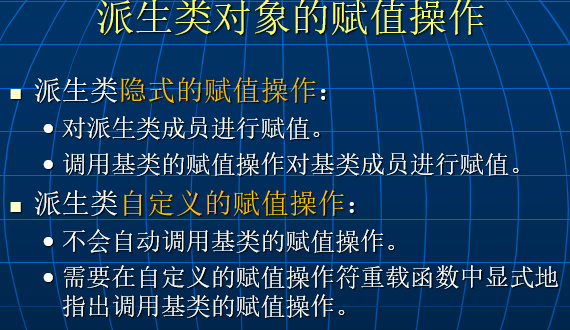 派生类对象的赋值操作
派生类隐式的赋值操作：
对派生类成员进行赋值。
调用基类的赋值操作对基类成员进行赋值。
派生类自定义的赋值操作：
不会自动调用基类的赋值操作。
需要在自定义的赋值操作符重载函数中显式地
指出调用基类的赋值操作。